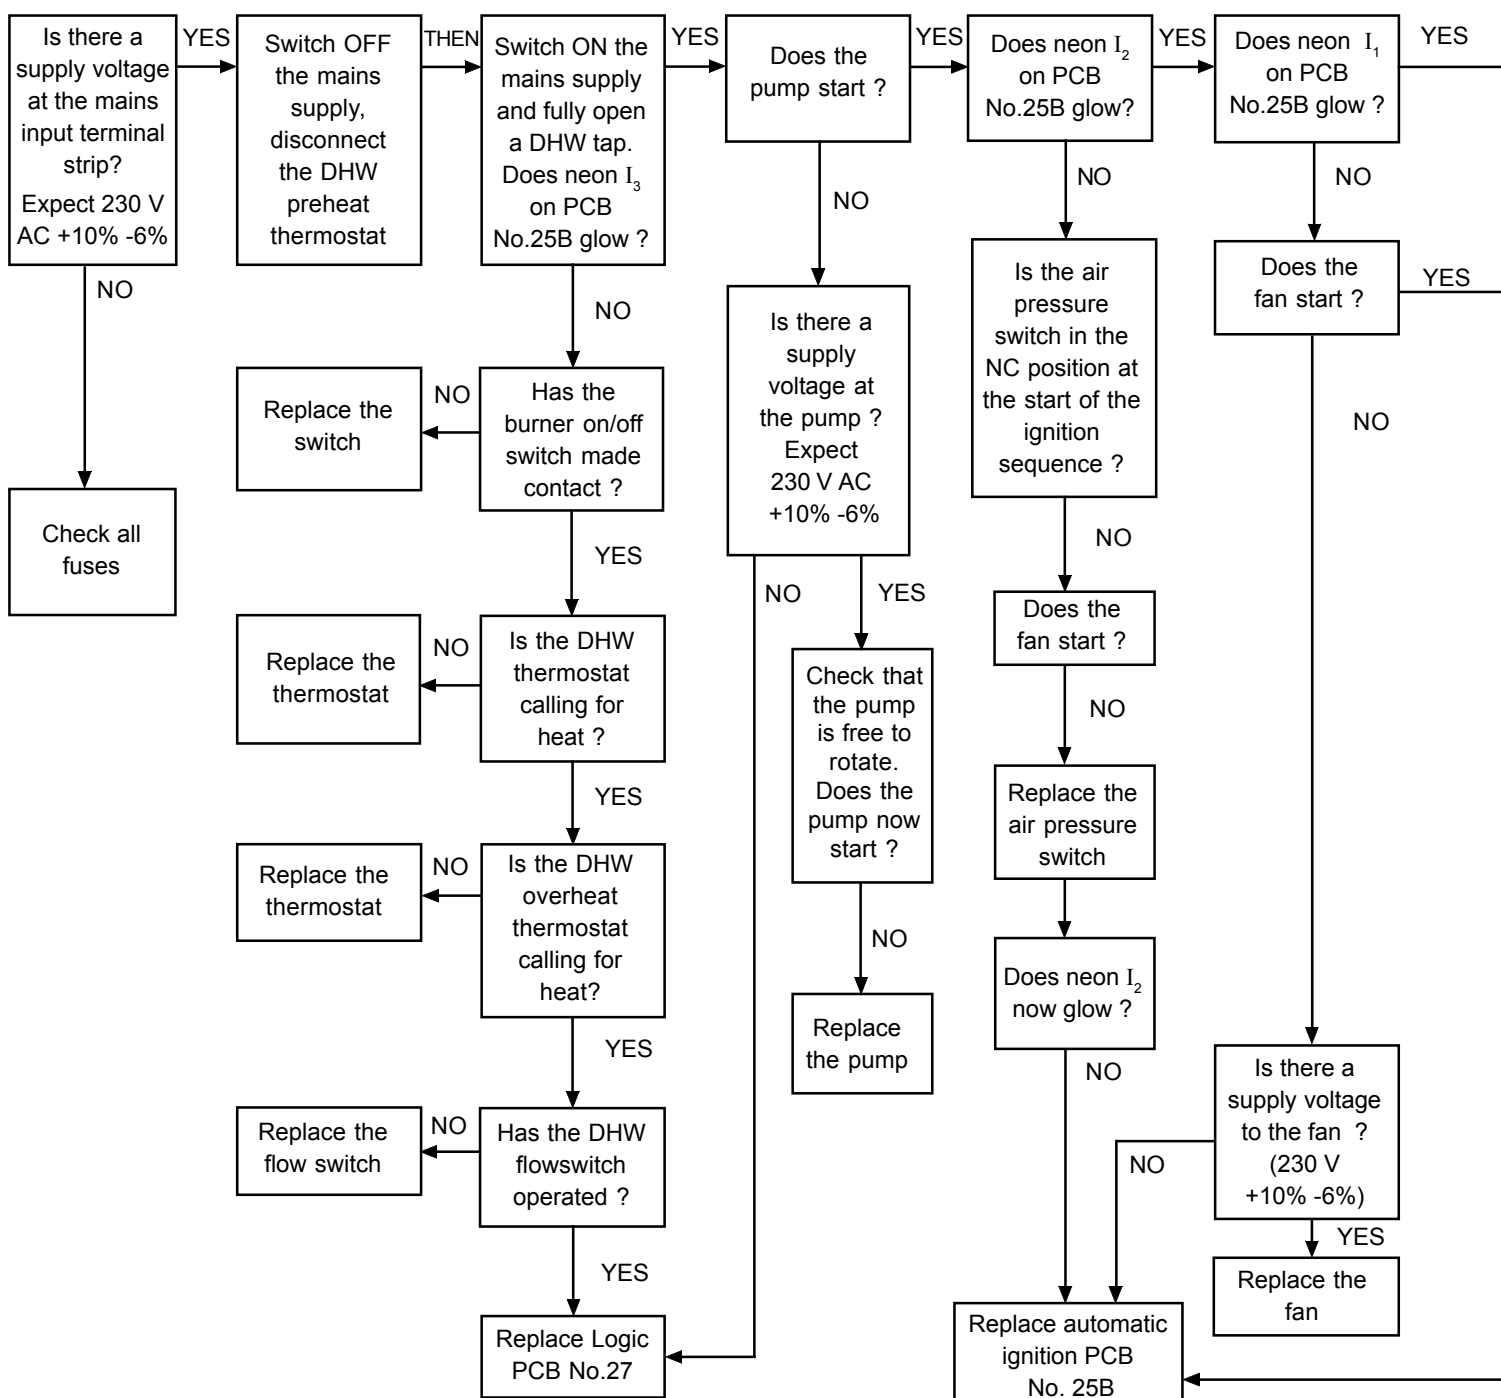 Is there a
supply voltage
at the mains
input terminal
strip?
Expect 230 V
AC +10% -6%
YES
NO
Check all
fuses
Switch OFF
the mains
supply,
disconnect
the DHW
preheat
thermostat
THEN
Switch ON the
mains supply
and fully open
a DHW tap.
Does neon I3
on PCB
No.25B glow ?
YES
NO
Has the
burner on/off
switch made
contact ?
NO
Replace the
switch
YES
Is the DHW
thermostat
calling for
heat ?
NO
Replace the
thermostat
YES
Is the DHW
overheat
thermostat
calling for
heat?
NO
Replace the
thermostat
YES
Has the DHW
flowswitch
operated ?
NO
Replace the
flow switch
YES
Replace Logic
PCB No.27
Does the
pump start ?
YES
NO
Is there a
supply
voltage at
the pump ?
Expect
230 V AC
+10% -6%
NO
YES
Check that
the pump
is free to
rotate.
Does the
pump now
start ?
NO
Replace
the pump
Does neon I2
on PCB
No.25B glow?
YES
NO
Is the air
pressure
switch in the
NC position at
the start of the
ignition
sequence ?
NO
Does the
fan start ?
NO
Replace the
air pressure
switch
Does neon I2
now glow ?
NO
Replace automatic
ignition PCB
No. 25B
Does neon I1
on PCB
No.25B glow ?
YES
NO
Does the
fan start ?
YES
NO
Is there a
supply voltage
to the fan ?
(230 V
+10% -6%)
NO
YES
Replace the
fan